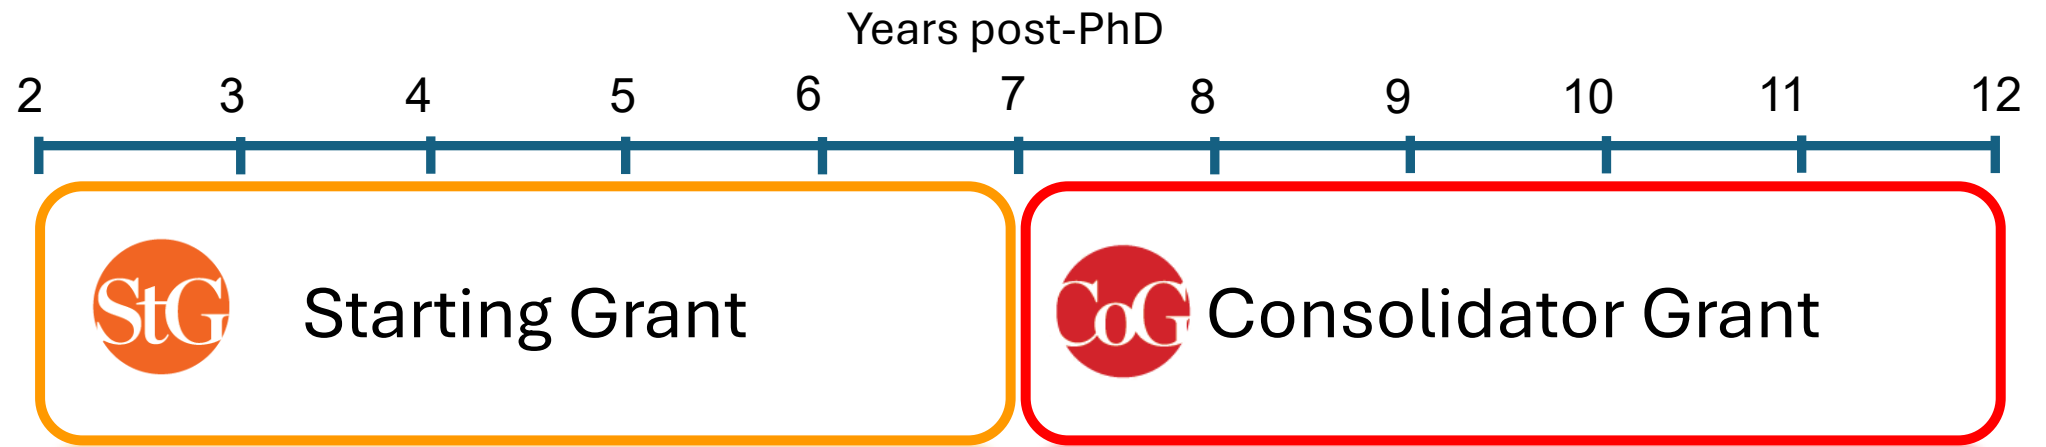 Years post-PhD
2 3 4 5 6 7 8 9 10 11 12
StG Starting Grant
CoG Consolidator Grant